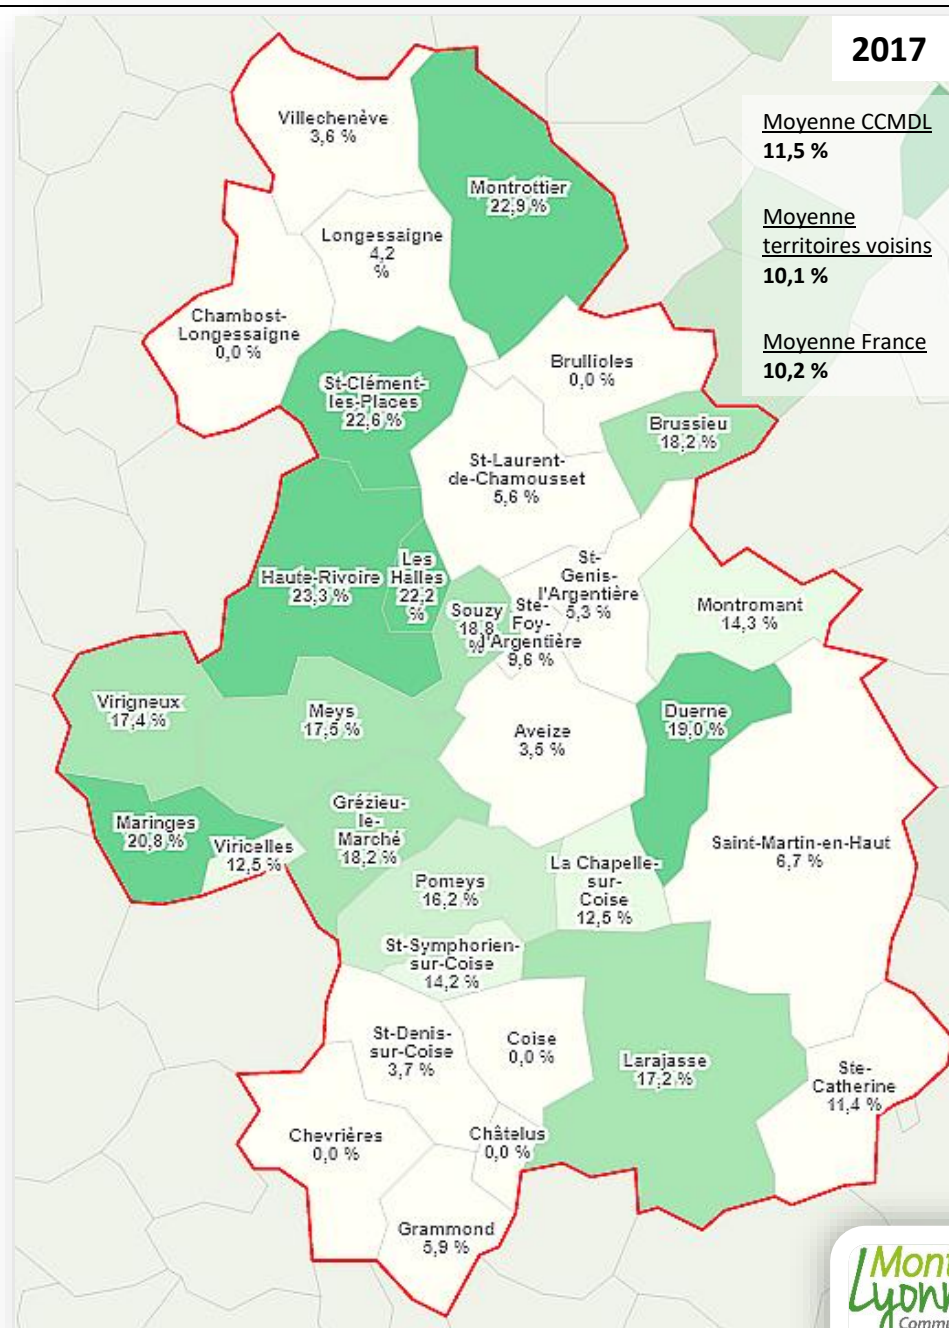 2017
Moyenne CCMDL
11,5 %
Moyenne
territoires voisins
10,1 %
Moyenne France
10,2 %
Villechenève
3,6 %
Montrottier
22,9 %
Longessaigne
4,2
%
Chambost-
Longessaigne
0,0 %
Brullioles
0,0 %
St-Clément-
les-Places
22,6 %
Brussieu
18,2 %
St-Laurent-
de-Chamousset
5,6 %
Haute-Rivoire
23,3 %
Les
Halles
22,2
%
Souzy
18,8
%
St-
Genis-
l'Argentière
5,3 %
Ste-
Foy-
l'Argentière
9,6 %
Montromant
14,3 %
Virigneux
17,4 %
Meys
17,5 %
Aveize
3,5 %
Duerne
19,0 %
Maringes
20,8 %
Viricelles
12,5 %
Grézieu-
le-
Marché
18,2 %
Saint-Martin-en-Haut
6,7 %
Pomeys
16,2 %
La Chapelle-
sur-
Coise
12,5 %
St-Symphorien-
sur-Coise
14,2 %
St-Denis-
sur-Coise
3,7 %
Coise
0,0 %
Larajasse
17,2 %
Ste-
Catherine
11,4 %
Chevrières
0,0 %
Châtelus
0,0 %
Grammond
5,9 %